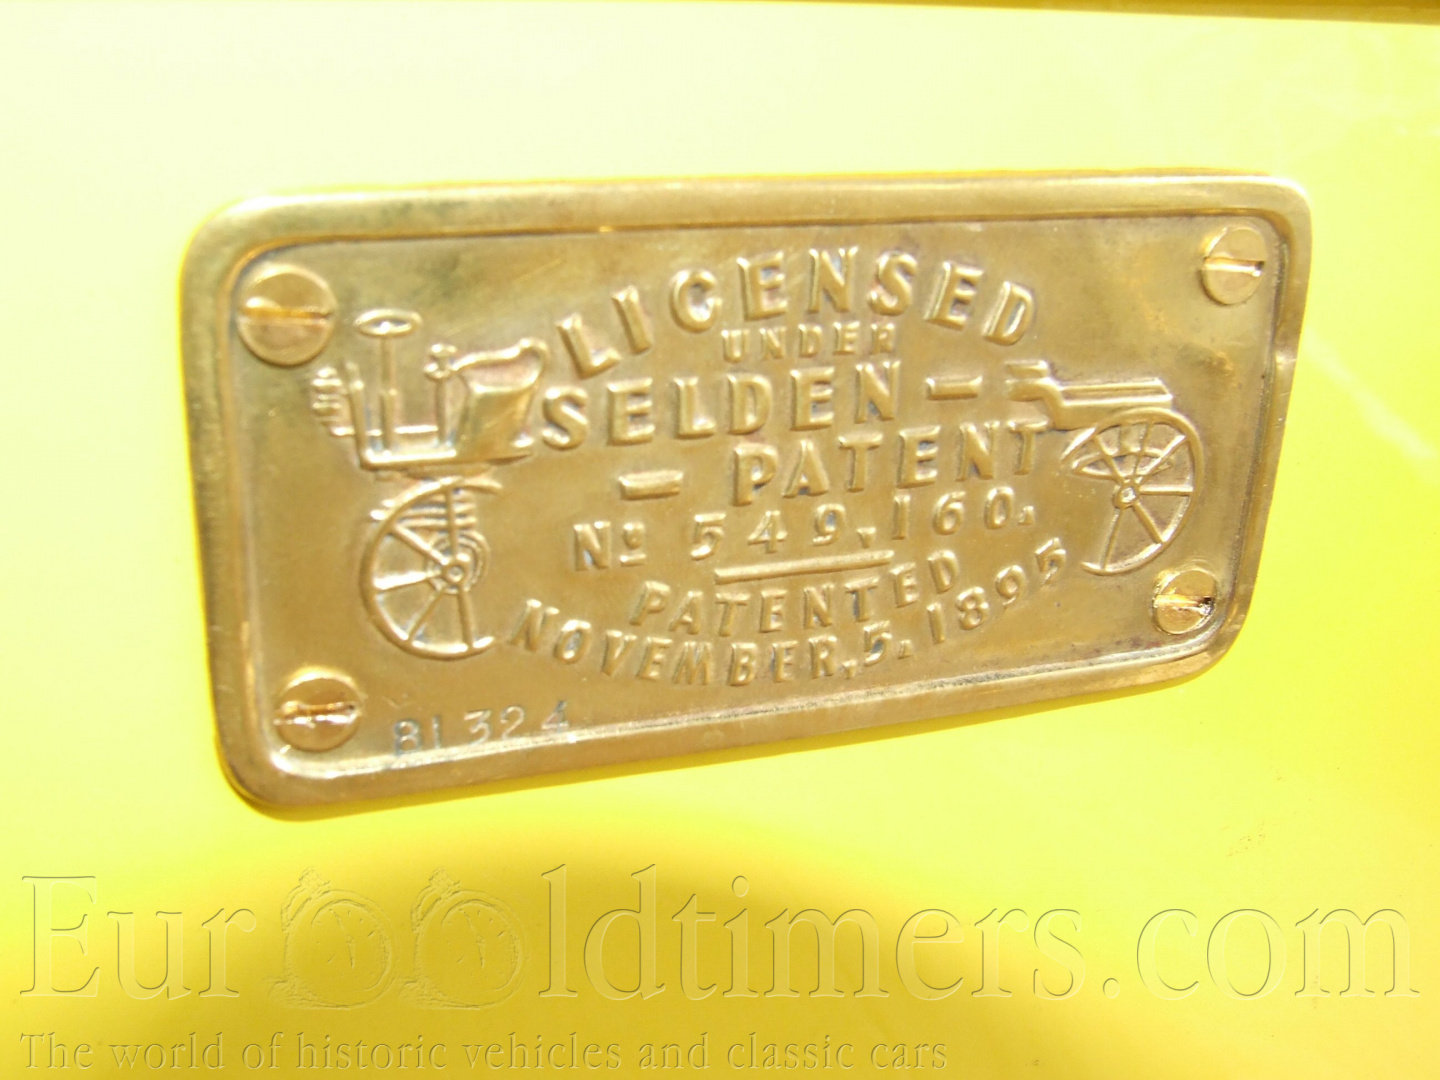 LICENSED
UNDER
SELDEN –
– PATENT
Nº 549,160.
PATENTED
NOVEMBER, 5. 1895
81324
EurOOldtimers.com
The world of historic vehicles and classic cars